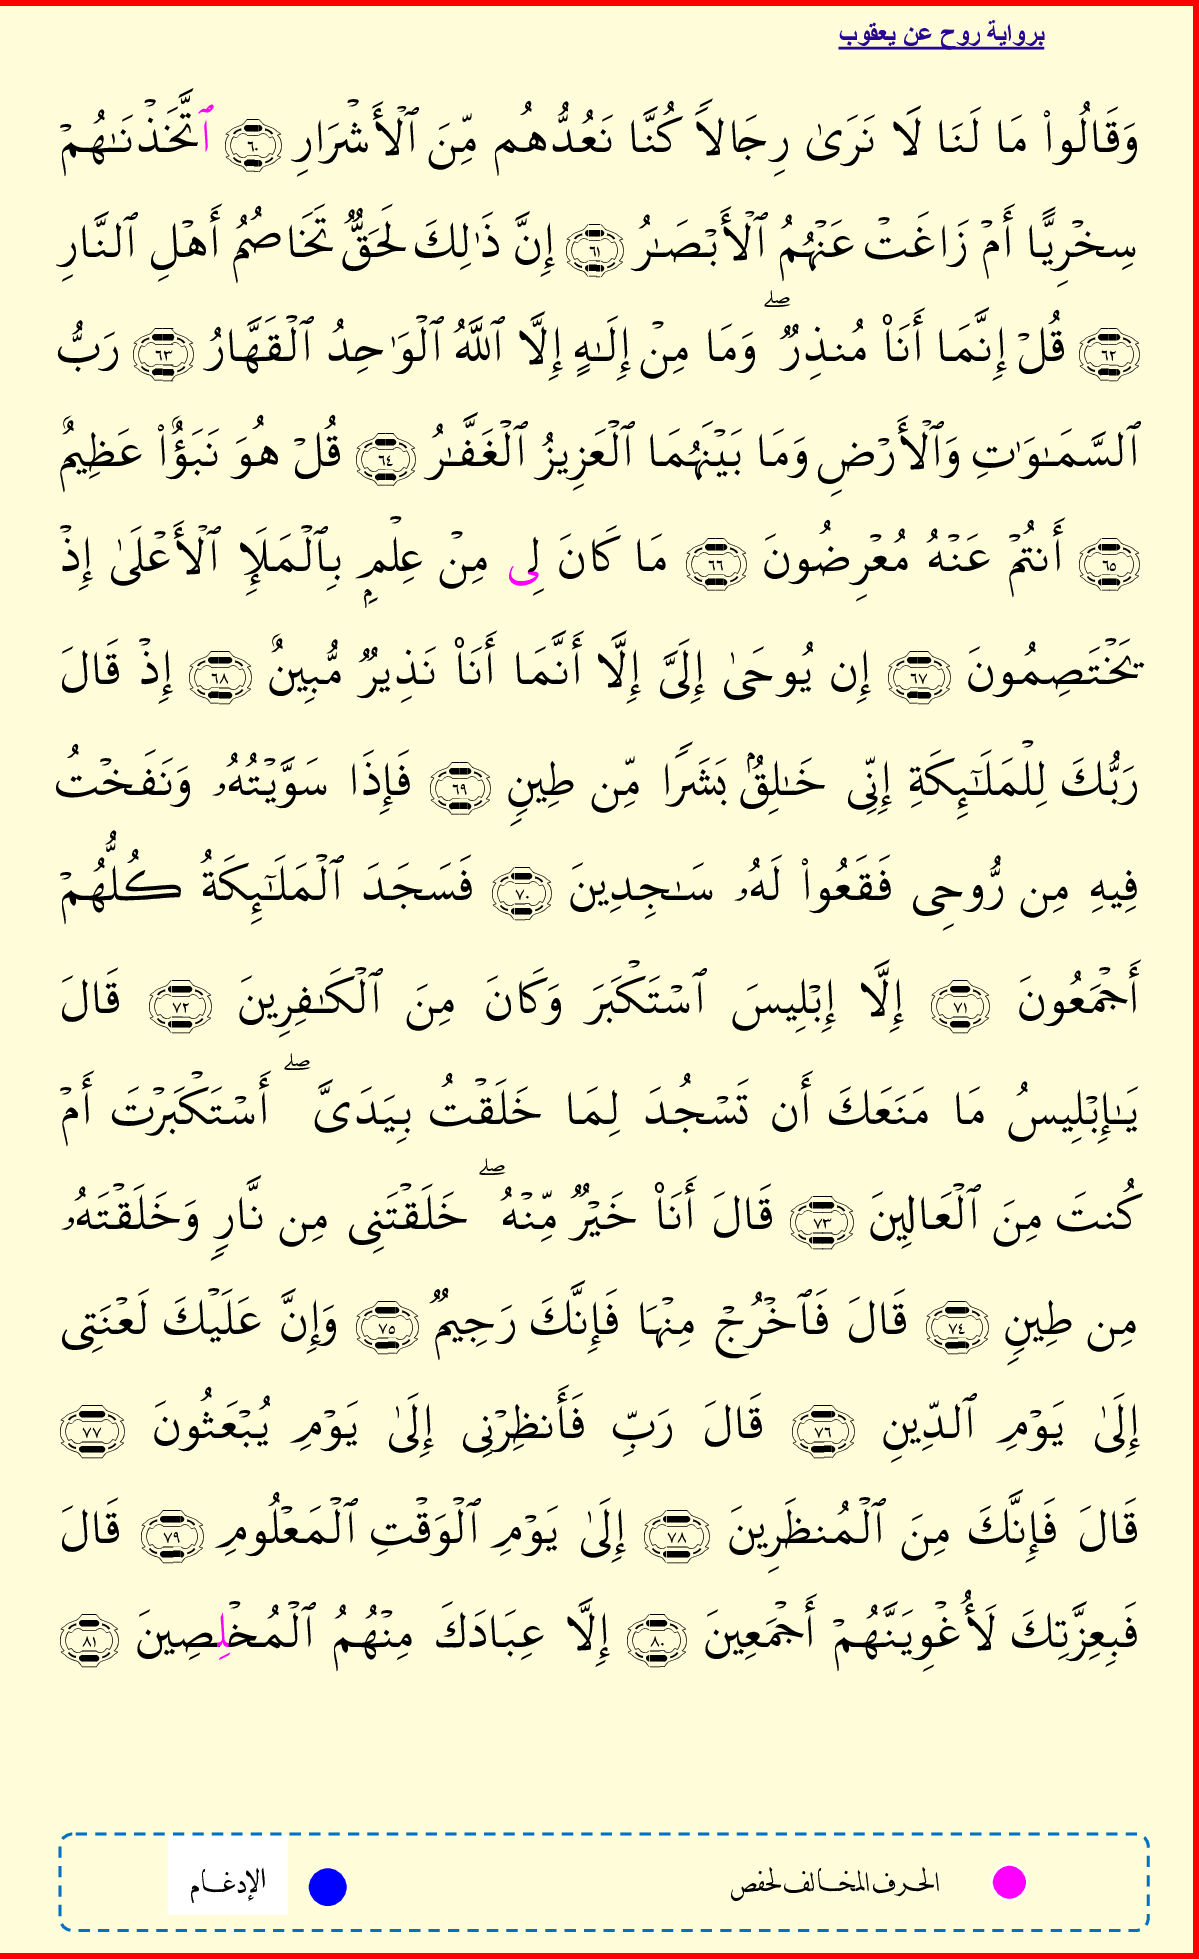 برواية روح عن يعقوب
وَقَالُوا۟ مَا لَنَا لَا نَرَىٰ رِجَالاً كُنَّا نَعُدُّهُم مِّنَ ٱلْأَشْرَارِ ٦٠ ٱتَّخَذْنَـٰهُمْ
سِخْرِيًّا أَمْ زَاغَتْ عَنْهُمُ ٱلْأَبْصَـٰرُ ٦١ إِنَّ ذَٰلِكَ لَحَقٌّ تَخَاصُمُ أَهْلِ ٱلنَّارِ
٦٢ قُلْ إِنَّمَا أَنَا۠ مُنذِرٌ ۖ وَمَا مِنْ إِلَـٰهٍ إِلَّا ٱللَّهُ ٱلْوَٰحِدُ ٱلْقَهَّارُ ٦٣ رَبُّ
ٱلسَّمَـٰوَٰتِ وَٱلْأَرْضِ وَمَا بَيْنَهُمَا ٱلْعَزِيزُ ٱلْغَفَّـٰرُ ٦٤ قُلْ هُوَ نَبَؤٌا۟ عَظِيمٌ
٦٥ أَنتُمْ عَنْهُ مُعْرِضُونَ ٦٦ مَا كَانَ لِى مِنْ عِلْمٍۭ بِٱلْمَلَإِ ٱلْأَعْلَىٰ إِذْ
يَخْتَصِمُونَ ٦٧ إِن يُوحَىٰ إِلَىَّ إِلَّا أَنَّمَا أَنَا۠ نَذِيرٌ مُّبِينٌ ٦٨ إِذْ قَالَ
رَبُّكَ لِلْمَلَـٰٓئِكَةِ إِنِّى خَـٰلِقٌۢ بَشَرًا مِّن طِينٍ ٦٩ فَإِذَا سَوَّيْتُهُۥ وَنَفَخْتُ
فِيهِ مِن رُّوحِى فَقَعُوا۟ لَهُۥ سَـٰجِدِينَ ٧٠ فَسَجَدَ ٱلْمَلَـٰٓئِكَةُ كُلُّهُمْ
أَجْمَعُونَ ٧١ إِلَّا إِبْلِيسَ ٱسْتَكْبَرَ وَكَانَ مِنَ ٱلْكَـٰفِرِينَ ٧٢ قَالَ
يَـٰإِبْلِيسُ مَا مَنَعَكَ أَن تَسْجُدَ لِمَا خَلَقْتُ بِيَدَىَّ ۖ أَسْتَكْبَرْتَ أَمْ
كُنتَ مِنَ ٱلْعَالِينَ ٧٣ قَالَ أَنَا۠ خَيْرٌ مِّنْهُ ۖ خَلَقْتَنِى مِن نَّارٍ وَخَلَقْتَهُۥ
مِن طِينٍ ٧٤ قَالَ فَٱخْرُجْ مِنْهَا فَإِنَّكَ رَجِيمٌ ٧٥ وَإِنَّ عَلَيْكَ لَعْنَتِى
إِلَىٰ يَوْمِ ٱلدِّينِ ٧٦ قَالَ رَبِّ فَأَنظِرْنِى إِلَىٰ يَوْمِ يُبْعَثُونَ ٧٧
قَالَ فَإِنَّكَ مِنَ ٱلْمُنظَرِينَ ٧٨ إِلَىٰ يَوْمِ ٱلْوَقْتِ ٱلْمَعْلُومِ ٧٩ قَالَ
فَبِعِزَّتِكَ لَأُغْوِيَنَّهُمْ أَجْمَعِينَ ٨٠ إِلَّا عِبَادَكَ مِنْهُمُ ٱلْمُخْلِصِينَ ٨١
الحرف المخالف لحفص
الإدغام